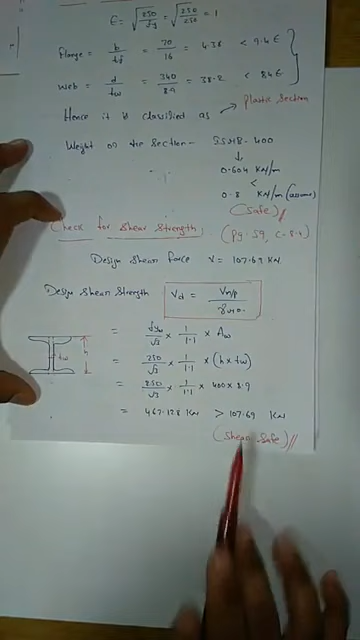 ε = √250/fy = √250/250 = 1
flange = b/tf = 70/16 = 4.38 < 9.4ε
web = d/tw = 340/8.9 = 38.2 < 84ε
Hence it is classified as → Plastic Section
Weight of the section - ISMB-400
↓
0.604 KN/m
<
0.8 KN/m (assume)
(Safe)//
Check for Shear Strength: (Pg-59, C-8.4)
Design Shear force V = 107.69 KN.
Design Shear Strength Vd = Vn/ρ / γmo.
= fyw/√3 × 1/1.1 × Aw
tw h
= 250/√3 × 1/1.1 × (h × tw)
= 250/√3 × 1/1.1 × 400 × 8.9
= 467.128 KN > 107.69 KN
(Shear Safe)//